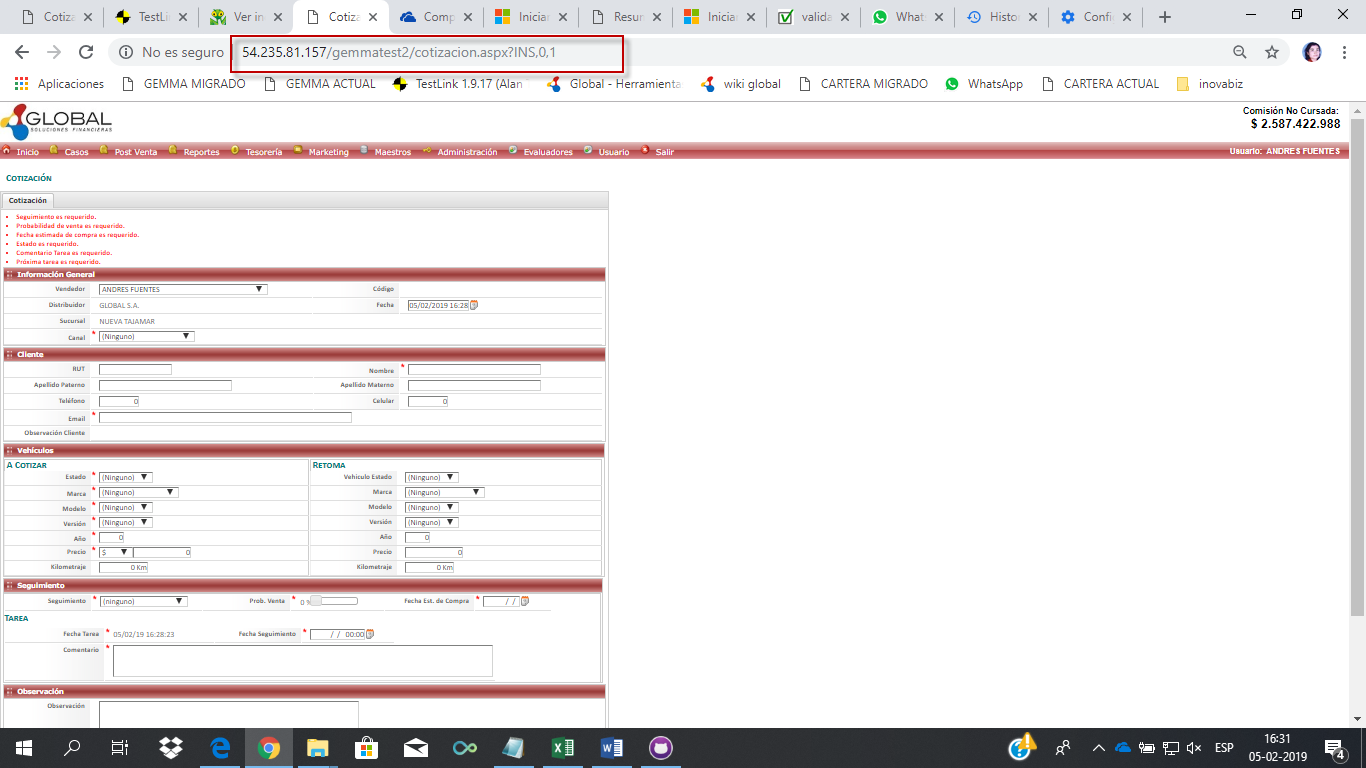 Cotiza TestLin Ver in Cotiza Comp Iniciar Resun Inicia valida What Histor Confi
No es seguro 54.235.81.157/gemmatest2/cotizacion.aspx?INS,0,1
Aplicaciones GEMMA MIGRADO GEMMA ACTUAL TestLink 1.9.17 (Alan Global - Herramienta wiki global CARTERA MIGRADO WhatsApp CARTERA ACTUAL inovabiz
GLOBAL
SOLUCIONES FINANCIERAS
Comisión No Cursada:
$ 2.587.422.988
Inicio Casos Post Venta Reportes Tesorería Marketing Maestros Administración Evaluadores Usuario Salir Usuario: ANDRES FUENTES
COTIZACIÓN
Cotización
Seguimiento es requerido.
Probabilidad de venta es requerido.
Fecha estimada de compra es requerido.
Estado es requerido.
Comentario Tarea es requerido.
Próxima tarea es requerido.
Información General
Vendedor ANDRES FUENTES Código
Distribuidor GLOBAL S.A. Fecha 05/02/2019 16:28
Sucursal NUEVA TAJAMAR
Canal * (Ninguno)
Cliente
RUT Nombre *
Apellido Paterno Apellido Materno
Teléfono 0 Celular 0
Email *
Observación Cliente
Vehículos
A COTIZAR RETOMA
Estado * (Ninguno) Vehiculo Estado (Ninguno)
Marca * (Ninguno) Marca (Ninguno)
Modelo * (Ninguno) Modelo (Ninguno)
Versión * (Ninguno) Versión (Ninguno)
Año * 0 Año 0
Precio * $ 0 Precio 0
Kilometraje 0 Km Kilometraje 0 Km
Seguimiento
Seguimiento * (ninguno) Prob. Venta * 0 % Fecha Est. de Compra * / /
TAREA
Fecha Tarea * 05/02/19 16:28:23 Fecha Seguimiento * / / 00:00
Comentario *
Observación
Observación
ESP 16:31
05-02-2019 4